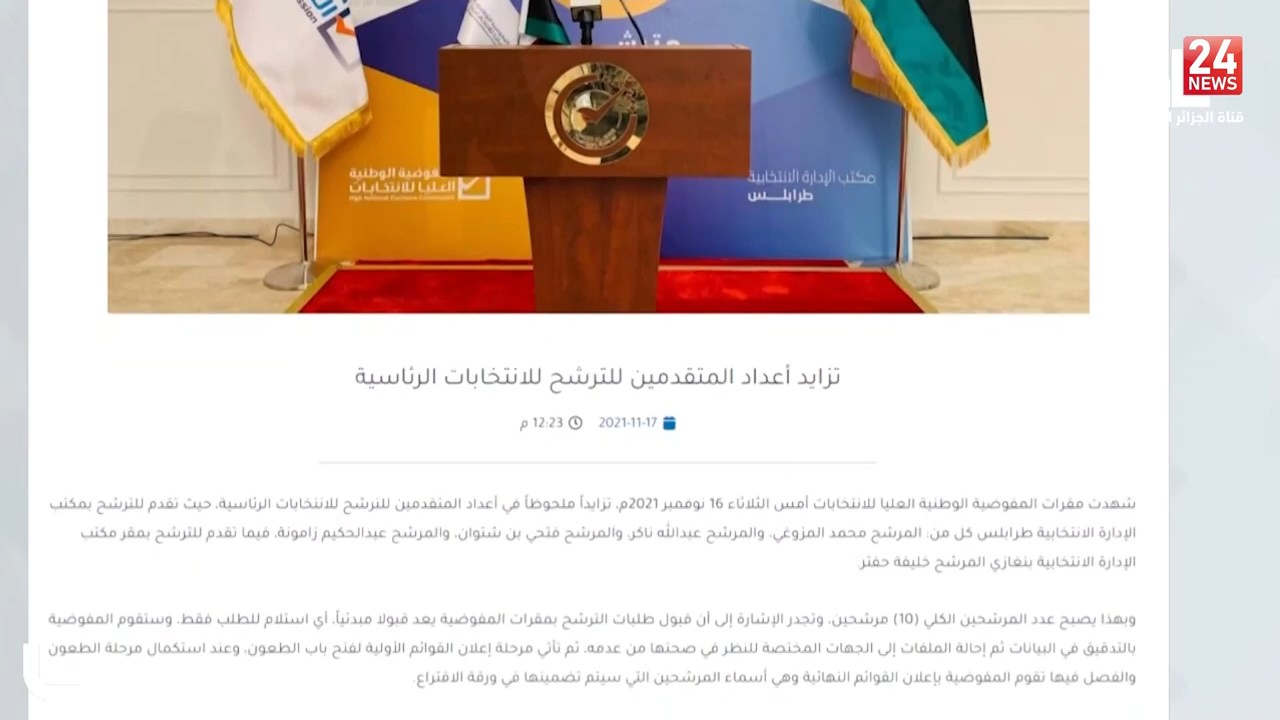 24
NEWS
قناة الجزائر
المفوضية الوطنية
العليا للانتخابات
High National Elections Commission
مكتب الإدارة الانتخابية
طرابلس
تزايد أعداد المتقدمين للترشح للانتخابات الرئاسية
2021-11-17 12:23 م
شهدت مقرات المفوضية الوطنية العليا للانتخابات أمس الثلاثاء 16 نوفمبر 2021م، تزايداً ملحوظاً في أعداد المتقدمين للترشح للانتخابات الرئاسية، حيث تقدم للترشح بمكتب
الإدارة الانتخابية طرابلس كل من: المرشح محمد المزوغي، والمرشح عبدالله ناكر، والمرشح فتحي بن شتوان، والمرشح عبدالحكيم زامونة، فيما تقدم للترشح بمقر مكتب
الإدارة الانتخابية بنغازي المرشح خليفة حفتر.
وبهذا يصبح عدد المرشحين الكلي (10) مرشحين، وتجدر الإشارة إلى أن قبول طلبات الترشح بمقرات المفوضية يعد قبولا مبدئياً، أي استلام للطلب فقط، وستقوم المفوضية
بالتدقيق في البيانات ثم إحالة الملفات إلى الجهات المختصة للنظر في صحتها من عدمه، ثم تأتي مرحلة إعلان القوائم الأولية لفتح باب الطعون، وعند استكمال مرحلة الطعون
والفصل فيها تقوم المفوضية بإعلان القوائم النهائية وهي أسماء المرشحين التي سيتم تضمينها في ورقة الاقتراع.